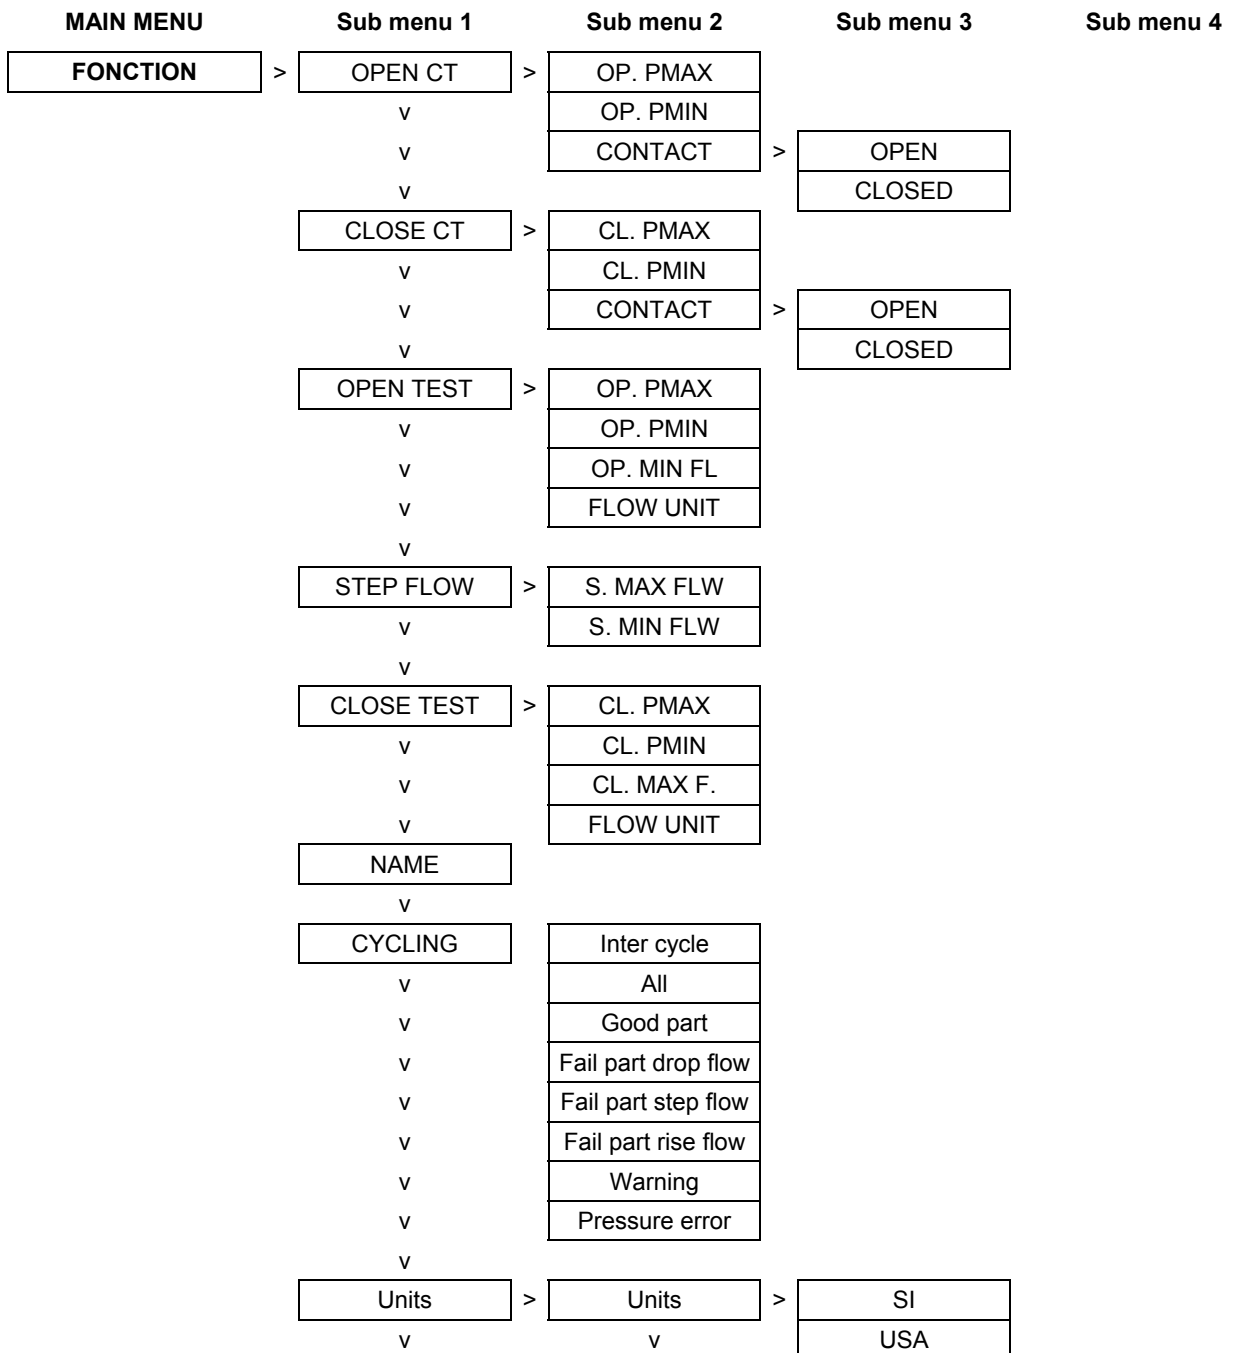 MAIN MENU Sub menu 1 Sub menu 2 Sub menu 3 Sub menu 4
FONCTION > OPEN CT > OP. PMAX
v OP. PMIN
v CONTACT > OPEN
v CLOSED
CLOSE CT > CL. PMAX
v CL. PMIN
v CONTACT > OPEN
v CLOSED
OPEN TEST > OP. PMAX
v OP. PMIN
v OP. MIN FL
v FLOW UNIT
v
STEP FLOW > S. MAX FLW
v S. MIN FLW
v
CLOSE TEST > CL. PMAX
v CL. PMIN
v CL. MAX F.
v FLOW UNIT
NAME
v
CYCLING Inter cycle
v All
v Good part
v Fail part drop flow
v Fail part step flow
v Fail part rise flow
v Warning
v Pressure error
v
Units > Units > SI
v v USA